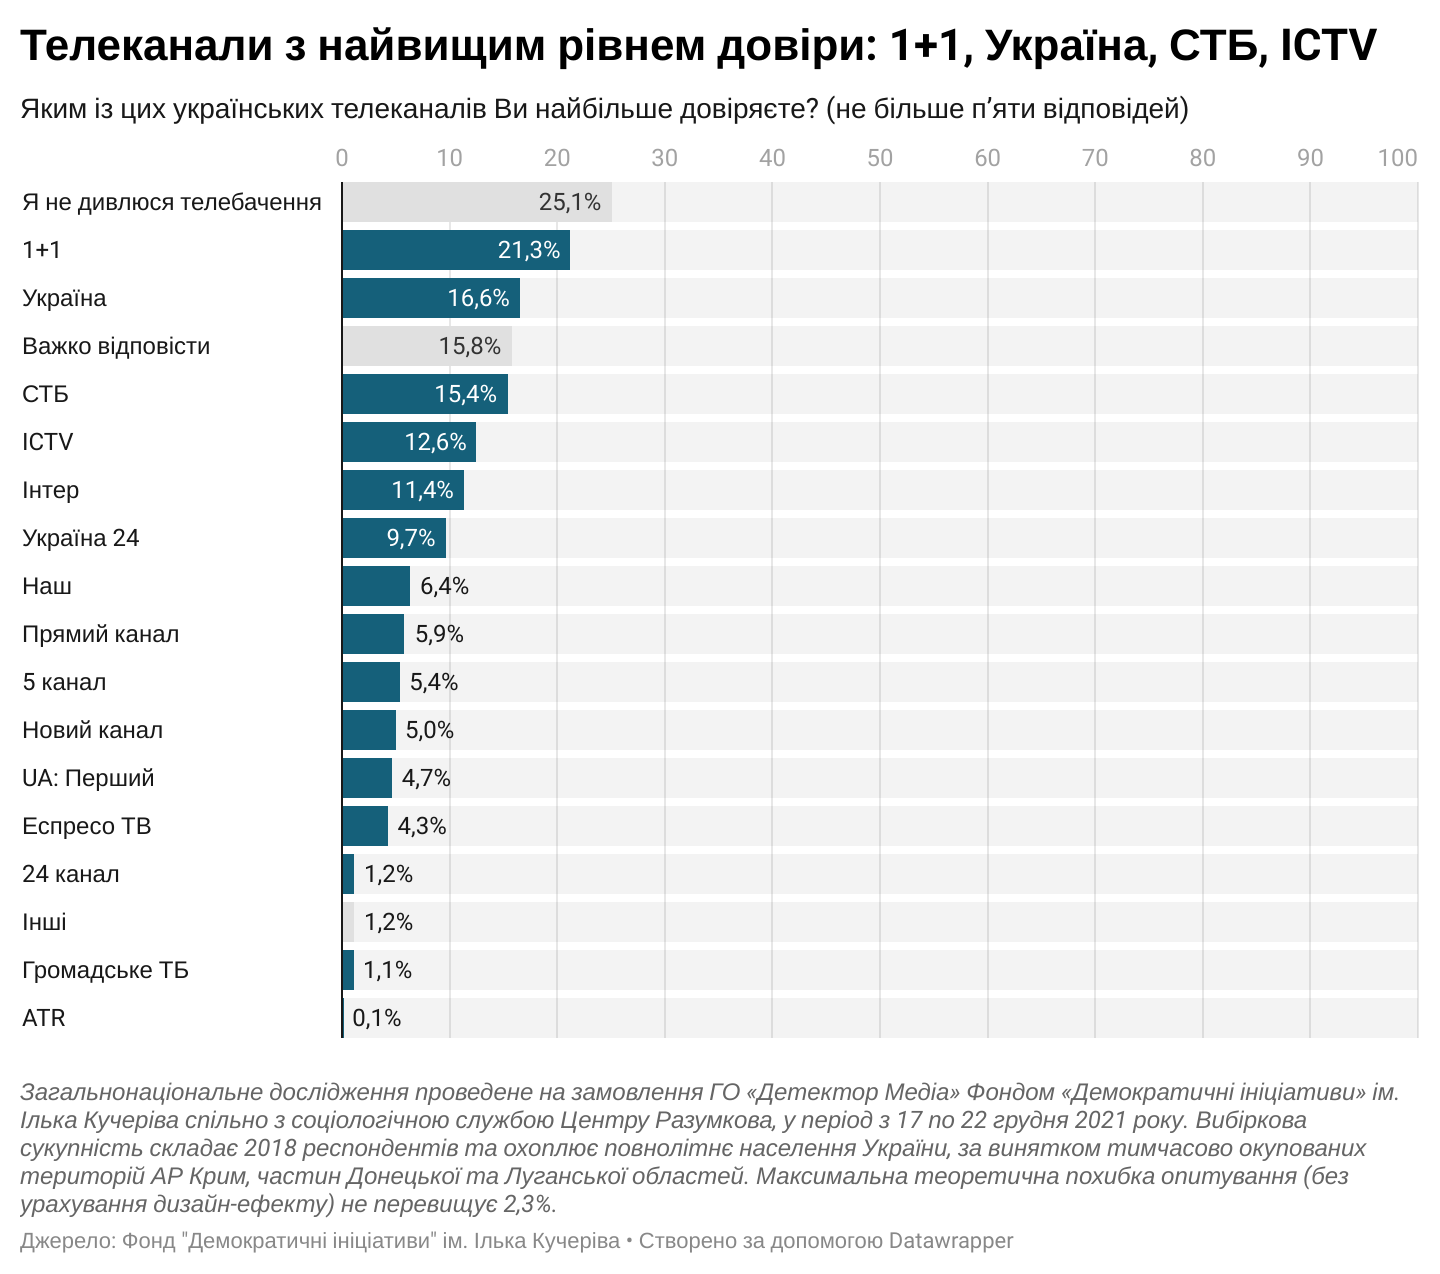 Телеканали з найвищим рівнем довіри: 1+1, Україна, СТБ, ICTV
Яким із цих українських телеканалів Ви найбільше довіряєте? (не більше п’яти відповідей)
0 10 20 30 40 50 60 70 80 90 100
Я не дивлюся телебачення 25,1%
1+1 21,3%
Україна 16,6%
Важко відповісти 15,8%
СТБ 15,4%
ICTV 12,6%
Інтер 11,4%
Україна 24 9,7%
Наш 6,4%
Прямий канал 5,9%
5 канал 5,4%
Новий канал 5,0%
UA: Перший 4,7%
Еспресо ТВ 4,3%
24 канал 1,2%
Інші 1,2%
Громадське ТБ 1,1%
ATR 0,1%
Загальнонаціональне дослідження проведене на замовлення ГО «Детектор Медіа» Фондом «Демократичні ініціативи» ім.
Ілька Кучеріва спільно з соціологічною службою Центру Разумкова, у період з 17 по 22 грудня 2021 року. Вибіркова
сукупність складає 2018 респондентів та охоплює повнолітнє населення України, за винятком тимчасово окупованих
територій АР Крим, частин Донецької та Луганської областей. Максимальна теоретична похибка опитування (без
урахування дизайн-ефекту) не перевищує 2,3%.
Джерело: Фонд "Демократичні ініціативи" ім. Ілька Кучеріва • Створено за допомогою Datawrapper